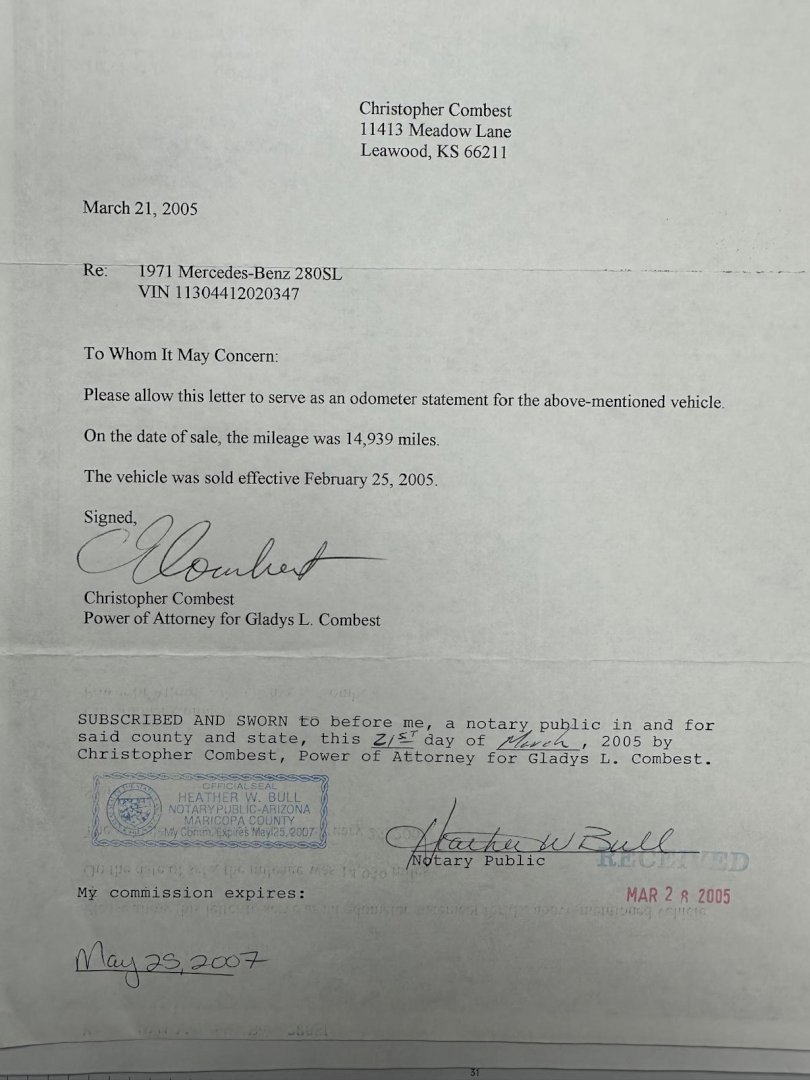 Christopher Combest
11413 Meadow Lane
Leawood, KS 66211
March 21, 2005
Re: 1971 Mercedes-Benz 280SL
VIN 11304412020347
To Whom It May Concern:
Please allow this letter to serve as an odometer statement for the above-mentioned vehicle.
On the date of sale, the mileage was 14,939 miles.
The vehicle was sold effective February 25, 2005.
Signed,
CCombest
Christopher Combest
Power of Attorney for Gladys L. Combest
SUBSCRIBED AND SWORN to before me, a notary public in and for
said county and state, this 21ST day of March, 2005 by
Christopher Combest, Power of Attorney for Gladys L. Combest.
OFFICIAL SEAL
HEATHER W. BULL
NOTARY PUBLIC-ARIZONA
MARICOPA COUNTY
My Comm. Expires May 25, 2007
Heather W Bull
Notary Public
RECEIVED
My commission expires:
MAR 28 2005
May 25, 2007
31